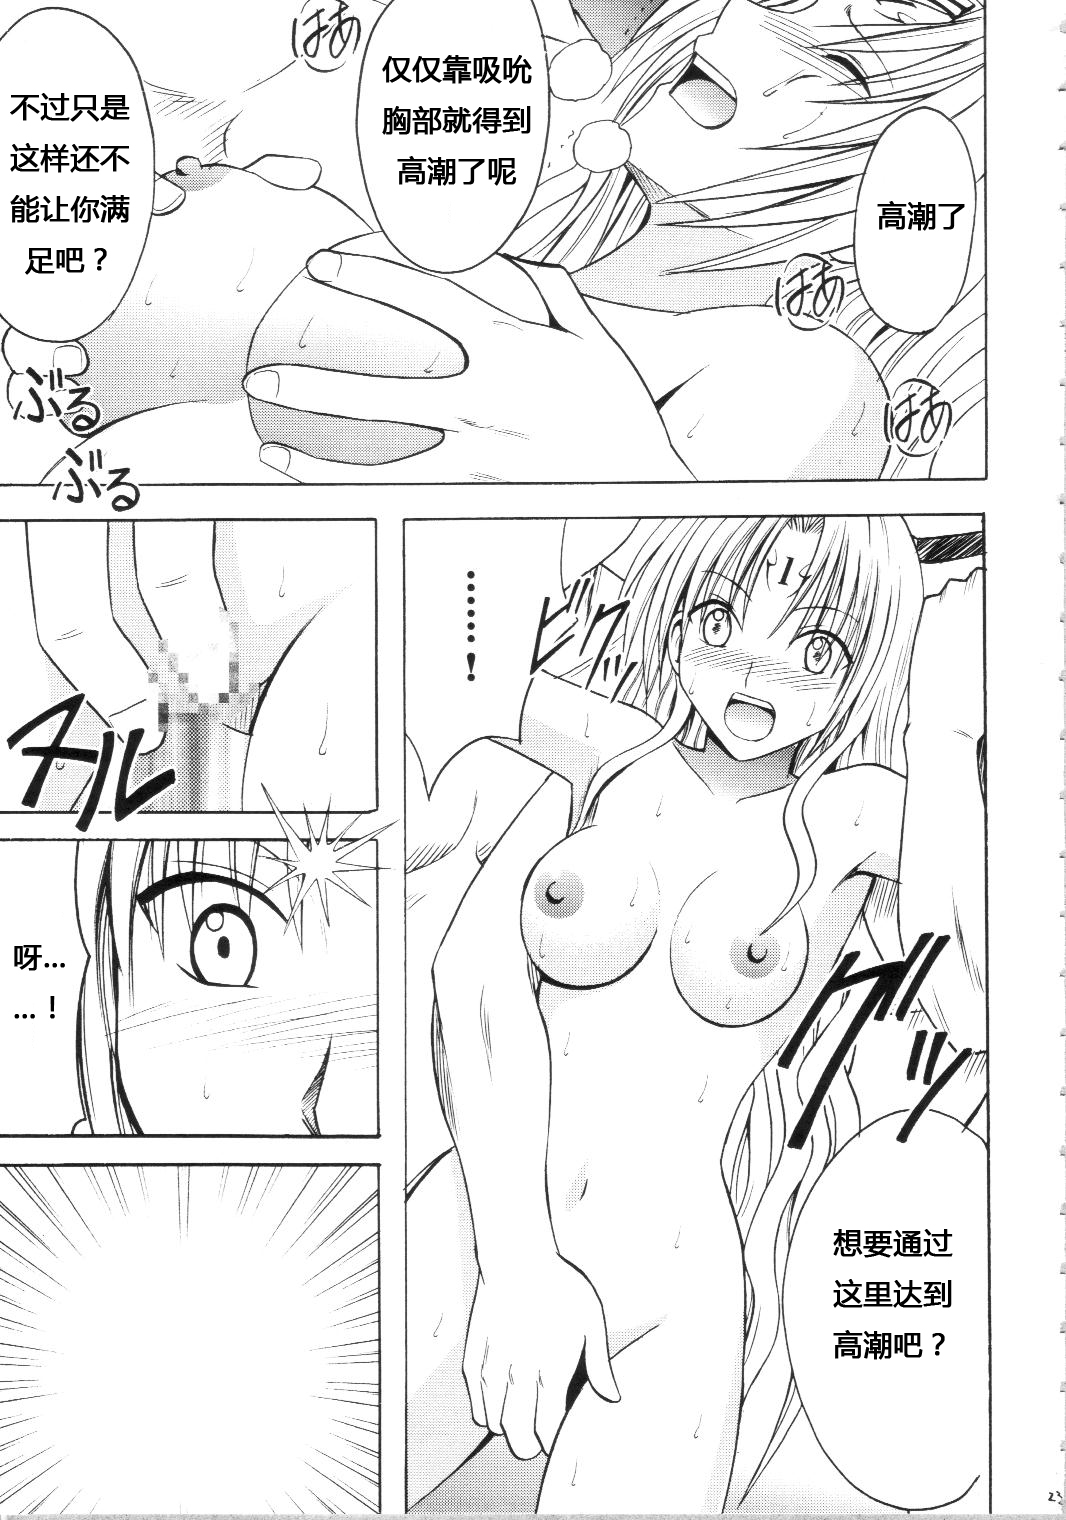 高潮了
はあ
はあ
はあ
仅仅靠吸吮
胸部就得到
高潮了呢
不过只是
这样还不
能让你满
足吧？
ぶる
ぶる
1
……！
ビクッ
グッ
グッ
想要通过
这里达到
高潮吧？
ヌル
呀…
…！
23